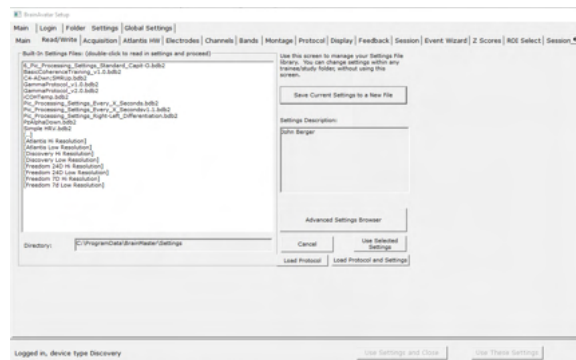 BrainAvatar Setup
Main Login Folder Settings Global Settings
Main Read/Write Acquisition Atlantis HW Electrodes Channels Bands Montage Protocol Display Feedback Session Event Wizard Z Scores ROI Select Session
Built-In Settings Files: (double-click to read in settings and proceed)
6_Pic_Processing_Settings_Standard_Capit-O.bdb2
BasicCoherenceTraining_v1.0.bdb2
GammaProtocol_v1.0.bdb2
GammaProtocol_v2.0.bdb2
Pic_Processing_Settings_Every_X_Seconds.bdb2
Pic_Processing_Settings_Every_X_Secondsv1.1.bdb2
Pic_Processing_Settings_Right-Left_Differentiation.bdb2
PpAlphaDown.bdb2
Simple HRV.bdb2
[..]
[Atlantis Hi Resolution]
[Atlantis Low Resolution]
[Discovery Hi Resolution]
[Discovery Low Resolution]
[Freedom 24D Hi Resolution]
[Freedom 24D Low Resolution]
[Freedom 7D Hi Resolution]
[Freedom 7d Low Resolution]
Directory: C:\ProgramData\BrainMaster\Settings
Use this screen to manage your Settings File
library. You can change settings within any
trainee/study folder, without using this
screen.
Save Current Settings to a New File
Settings Description:
John Berger
Advanced Settings Browser
Cancel
Use Selected
Settings
Load Protocol
Load Protocol and Settings
Logged in, device type Discovery
Use Settings and Close
Use These Settings